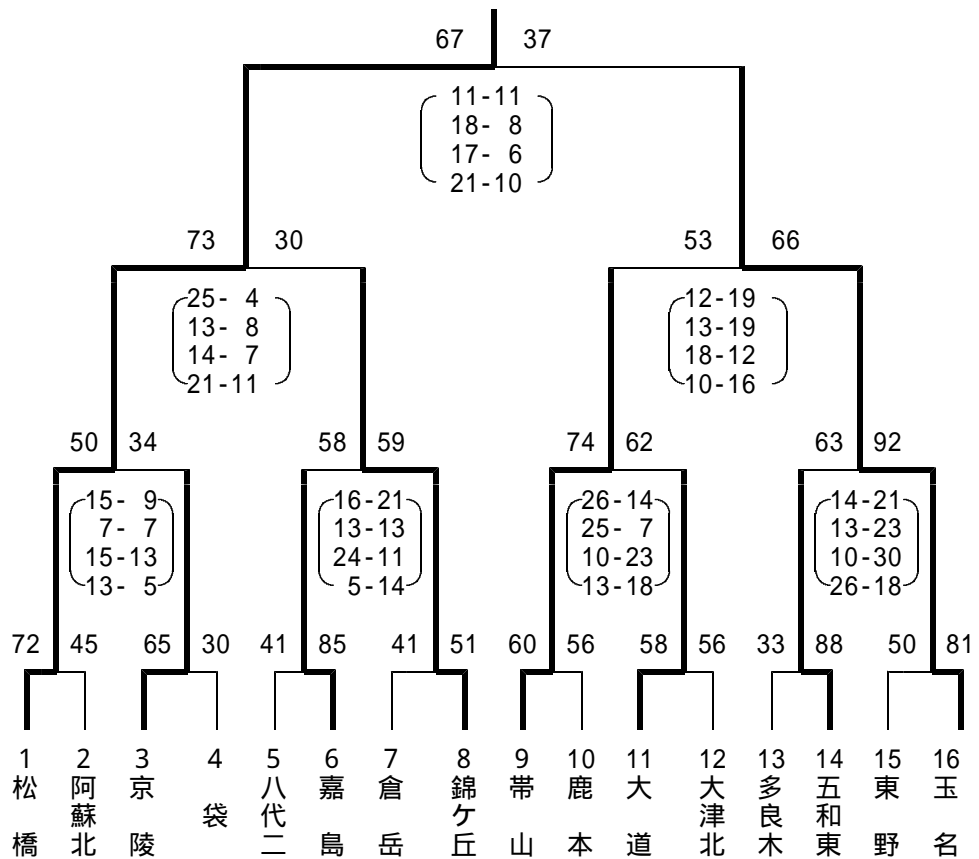 67 37
11-11
18- 8
17- 6
21-10
73 30 53 66
25- 4 12-19
13- 8 13-19
14- 7 18-12
21-11 10-16
50 34 58 59 74 62 63 92
15- 9 16-21 26-14 14-21
7- 7 13-13 25- 7 13-23
15-13 24-11 10-23 10-30
13- 5 5-14 13-18 26-18
72 45 65 30 41 85 41 51 60 56 58 56 33 88 50 81
1 2 3 4 5 6 7 8 9 10 11 12 13 14 15 16
松橋
阿蘇北
京陵
袋
八代二
嘉島
倉岳
錦ケ丘
帯山
鹿本
大道
大津北
多良木
五和東
東野
玉名